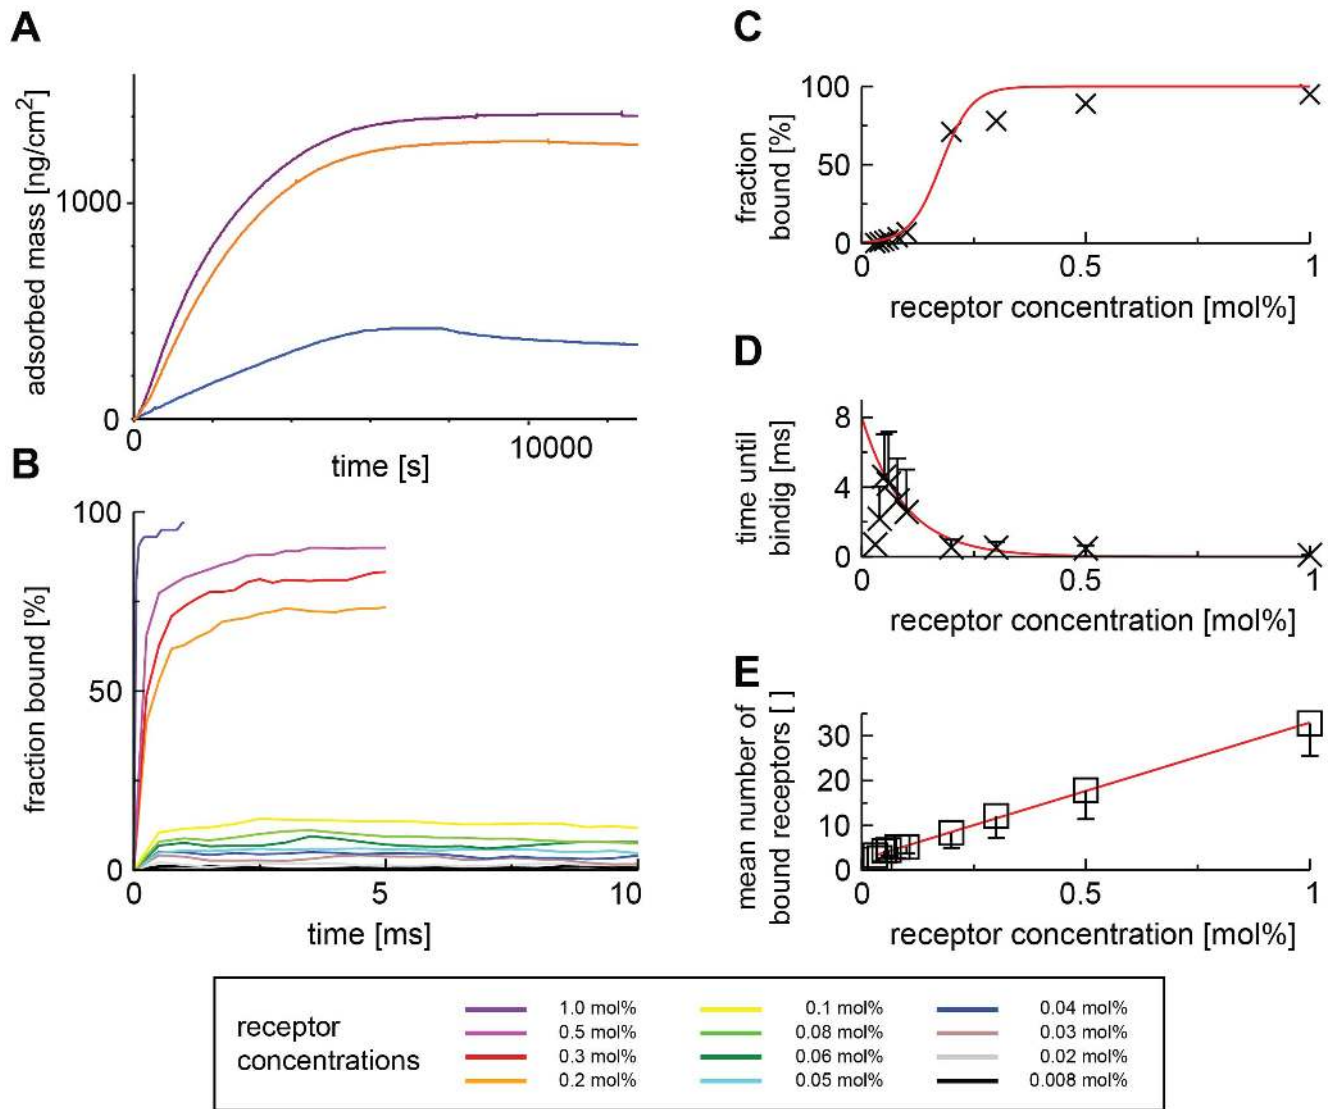 A
adsorbed mass [ng/cm2]
1000
0
0
10000
time [s]
B
fraction bound [%]
100
50
0
0
5
10
time [ms]
C
fraction
bound [%]
100
50
0
0
0.5
1
receptor concentration [mol%]
D
time until
bindig [ms]
8
4
0
0
0.5
1
receptor concentration [mol%]
E
mean number of
bound receptors [ ]
30
20
10
0
0
0.5
1
receptor concentration [mol%]
receptor
concentrations
1.0 mol%
0.5 mol%
0.3 mol%
0.2 mol%
0.1 mol%
0.08 mol%
0.06 mol%
0.05 mol%
0.04 mol%
0.03 mol%
0.02 mol%
0.008 mol%